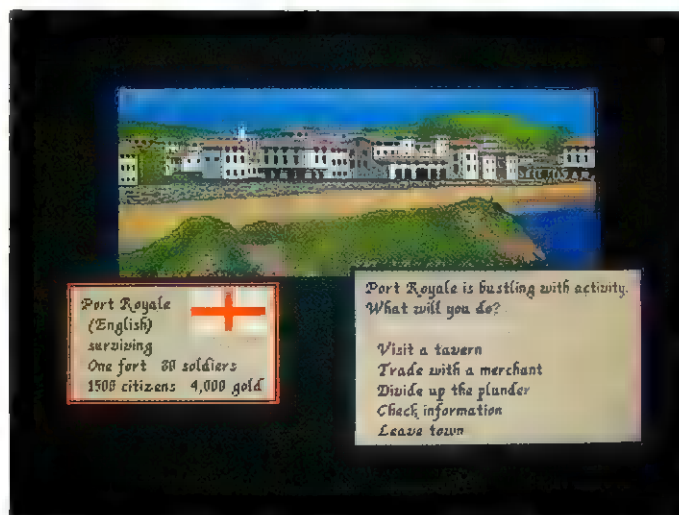 Port Royale
(English)
surviving
One fort 80 soldiers
1500 citizens 4,000 gold
Port Royale is bustling with activity.
What will you do?
Visit a tavern
Trade with a merchant
Divide up the plunder
Check information
Leave town